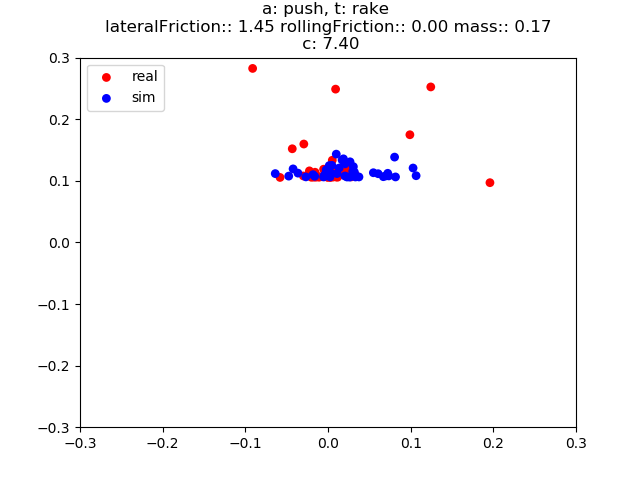 a: push, t: rake
lateralFriction:: 1.45 rollingFriction:: 0.00 mass:: 0.17
c: 7.40
real
sim
0.3
0.2
0.1
0.0
−0.1
−0.2
−0.3
−0.3 −0.2 −0.1 0.0 0.1 0.2 0.3